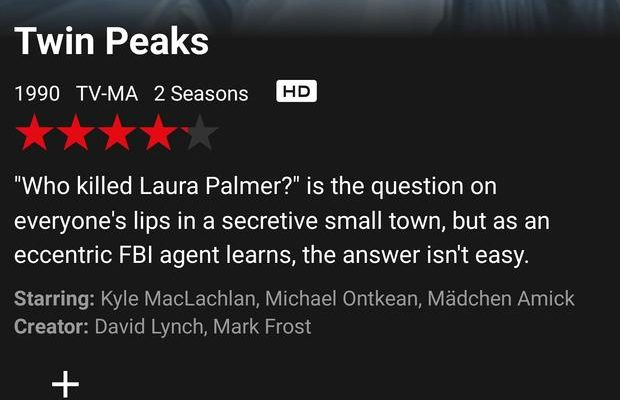 Twin Peaks
1990 TV-MA 2 Seasons HD
"Who killed Laura Palmer?" is the question on
everyone's lips in a secretive small town, but as an
eccentric FBI agent learns, the answer isn't easy.
Starring: Kyle MacLachlan, Michael Ontkean, Mädchen Amick
Creator: David Lynch, Mark Frost